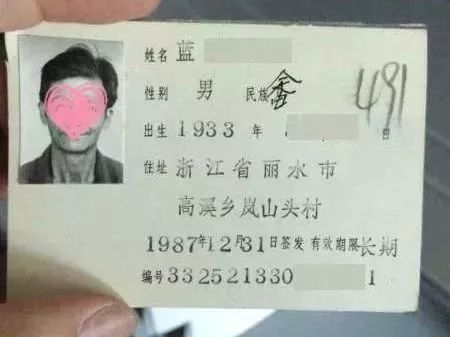 姓名 蓝
性别 男 民族 畲
491
出生 1933 年 日
住址 浙江省丽水市
高溪乡岚山头村
1987年12月31日签发 有效期限 长期
编号 332521330 1